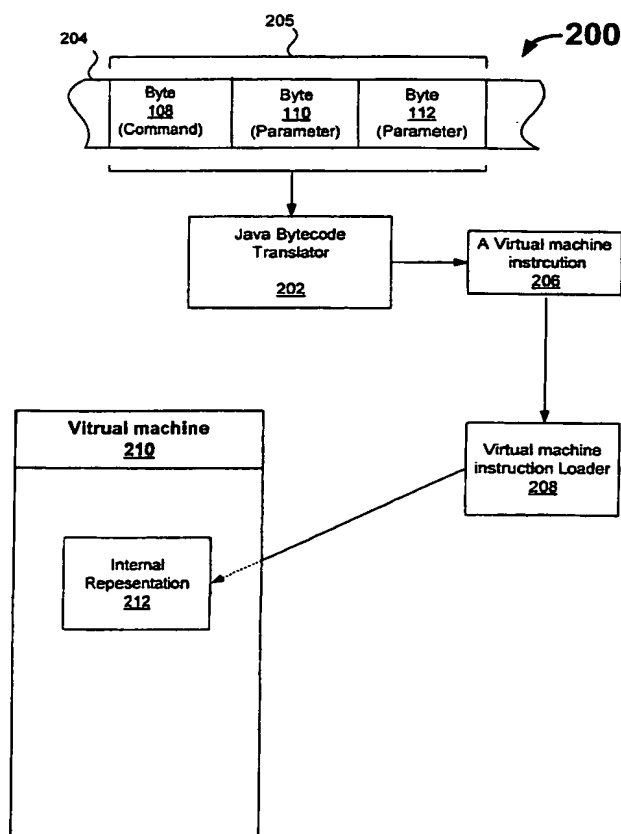 205
204
200
Byte
108
(Command)
Byte
110
(Parameter)
Byte
112
(Parameter)
Java Bytecode
Translator
202
A Virtual machine
instrcution
206
Vitrual machine
210
Virtual machine
instruction Loader
208
Internal
Repesentation
212